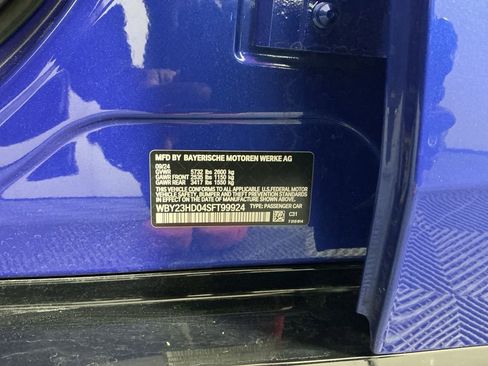 MFD BY BAYERISCHE MOTOREN WERKE AG
09/24
GVWR 5732 lbs 2600 kg
GAWR FRONT 2535 lbs 1150 kg
GAWR REAR 3417 lbs 1550 kg
THIS VEHICLE CONFORMS TO ALL APPLICABLE U.S.FEDERAL MOTOR
VEHICLE SAFETY, BUMPER, AND THEFT PREVENTION STANDARDS
IN EFFECT ON THE DATE OF MANUFACTURE SHOWN ABOVE.
WBY23HD04SFT99924 TYPE: PASSENGER CAR
C31